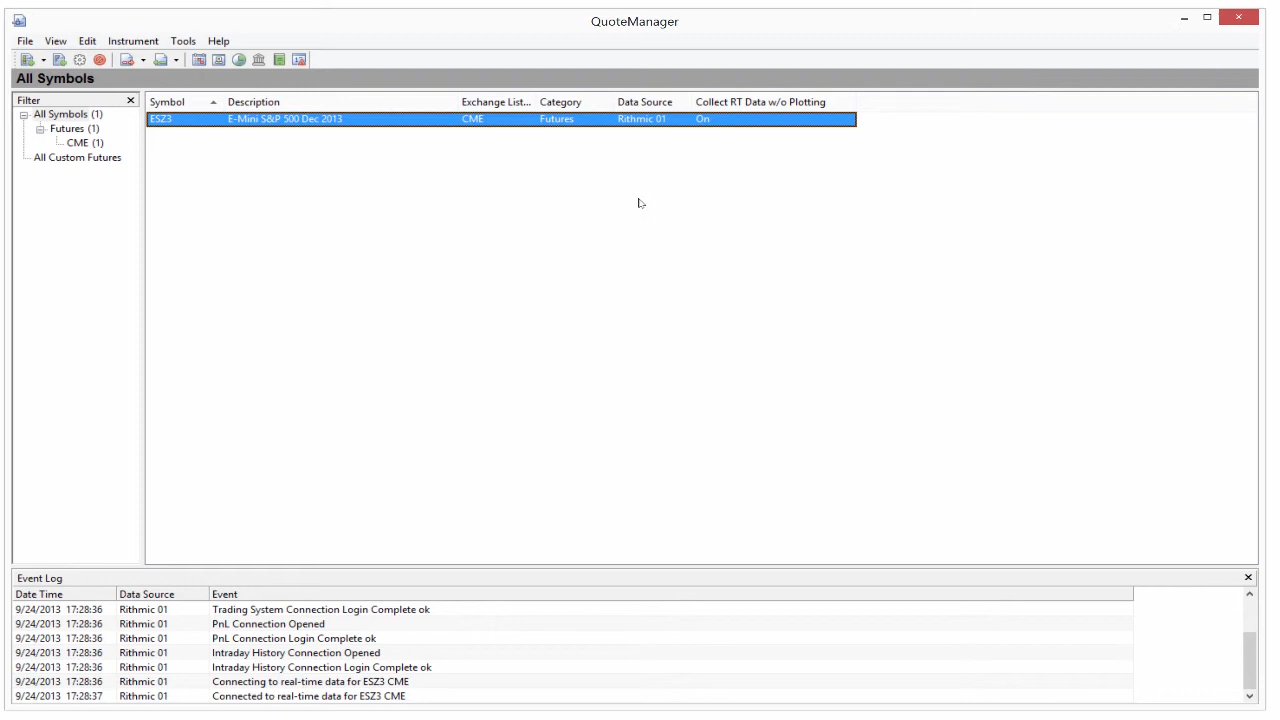 QuoteManager
File View Edit Instrument Tools Help
All Symbols
Filter
All Symbols (1)
Futures (1)
CME (1)
All Custom Futures
Symbol Description Exchange List... Category Data Source Collect RT Data w/o Plotting
ESZ3 E-Mini S&P 500 Dec 2013 CME Futures Rithmic 01 On
Event Log
Date Time Data Source Event
9/24/2013 17:28:36 Rithmic 01 Trading System Connection Login Complete ok
9/24/2013 17:28:36 Rithmic 01 PnL Connection Opened
9/24/2013 17:28:36 Rithmic 01 PnL Connection Login Complete ok
9/24/2013 17:28:36 Rithmic 01 Intraday History Connection Opened
9/24/2013 17:28:36 Rithmic 01 Intraday History Connection Login Complete ok
9/24/2013 17:28:36 Rithmic 01 Connecting to real-time data for ESZ3 CME
9/24/2013 17:28:37 Rithmic 01 Connected to real-time data for ESZ3 CME